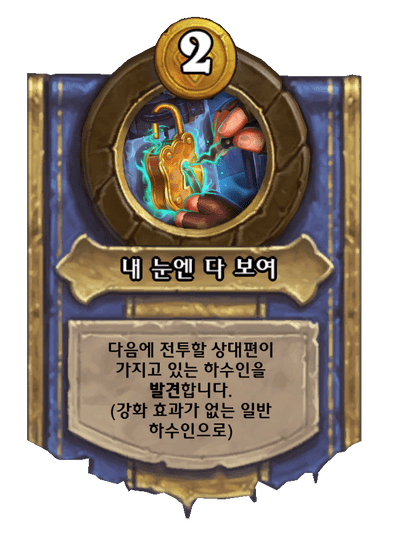 2
내 눈엔 다 보여
다음에 전투할 상대편이
가지고 있는 하수인을
발견합니다.
(강화 효과가 없는 일반
하수인으로)